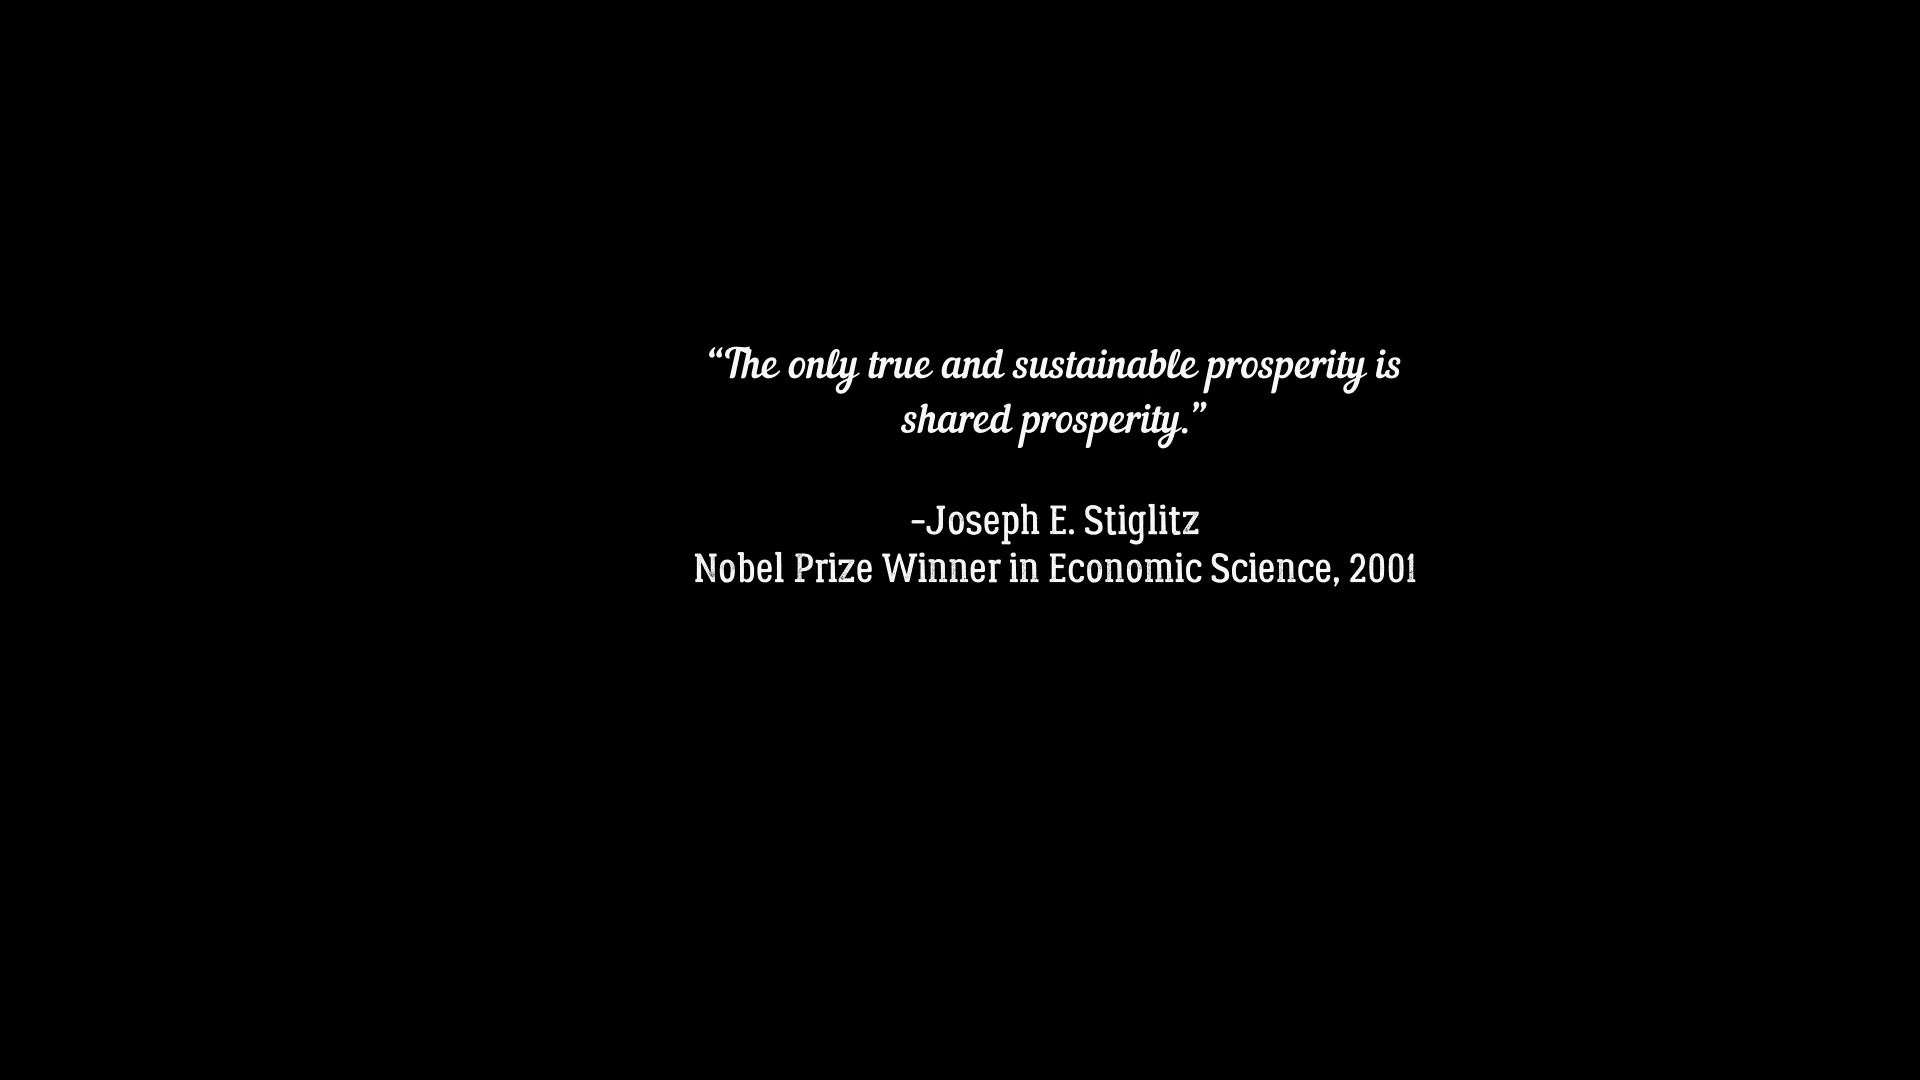 “The only true and sustainable prosperity is
shared prosperity.”
-Joseph E. Stiglitz
Nobel Prize Winner in Economic Science, 2001